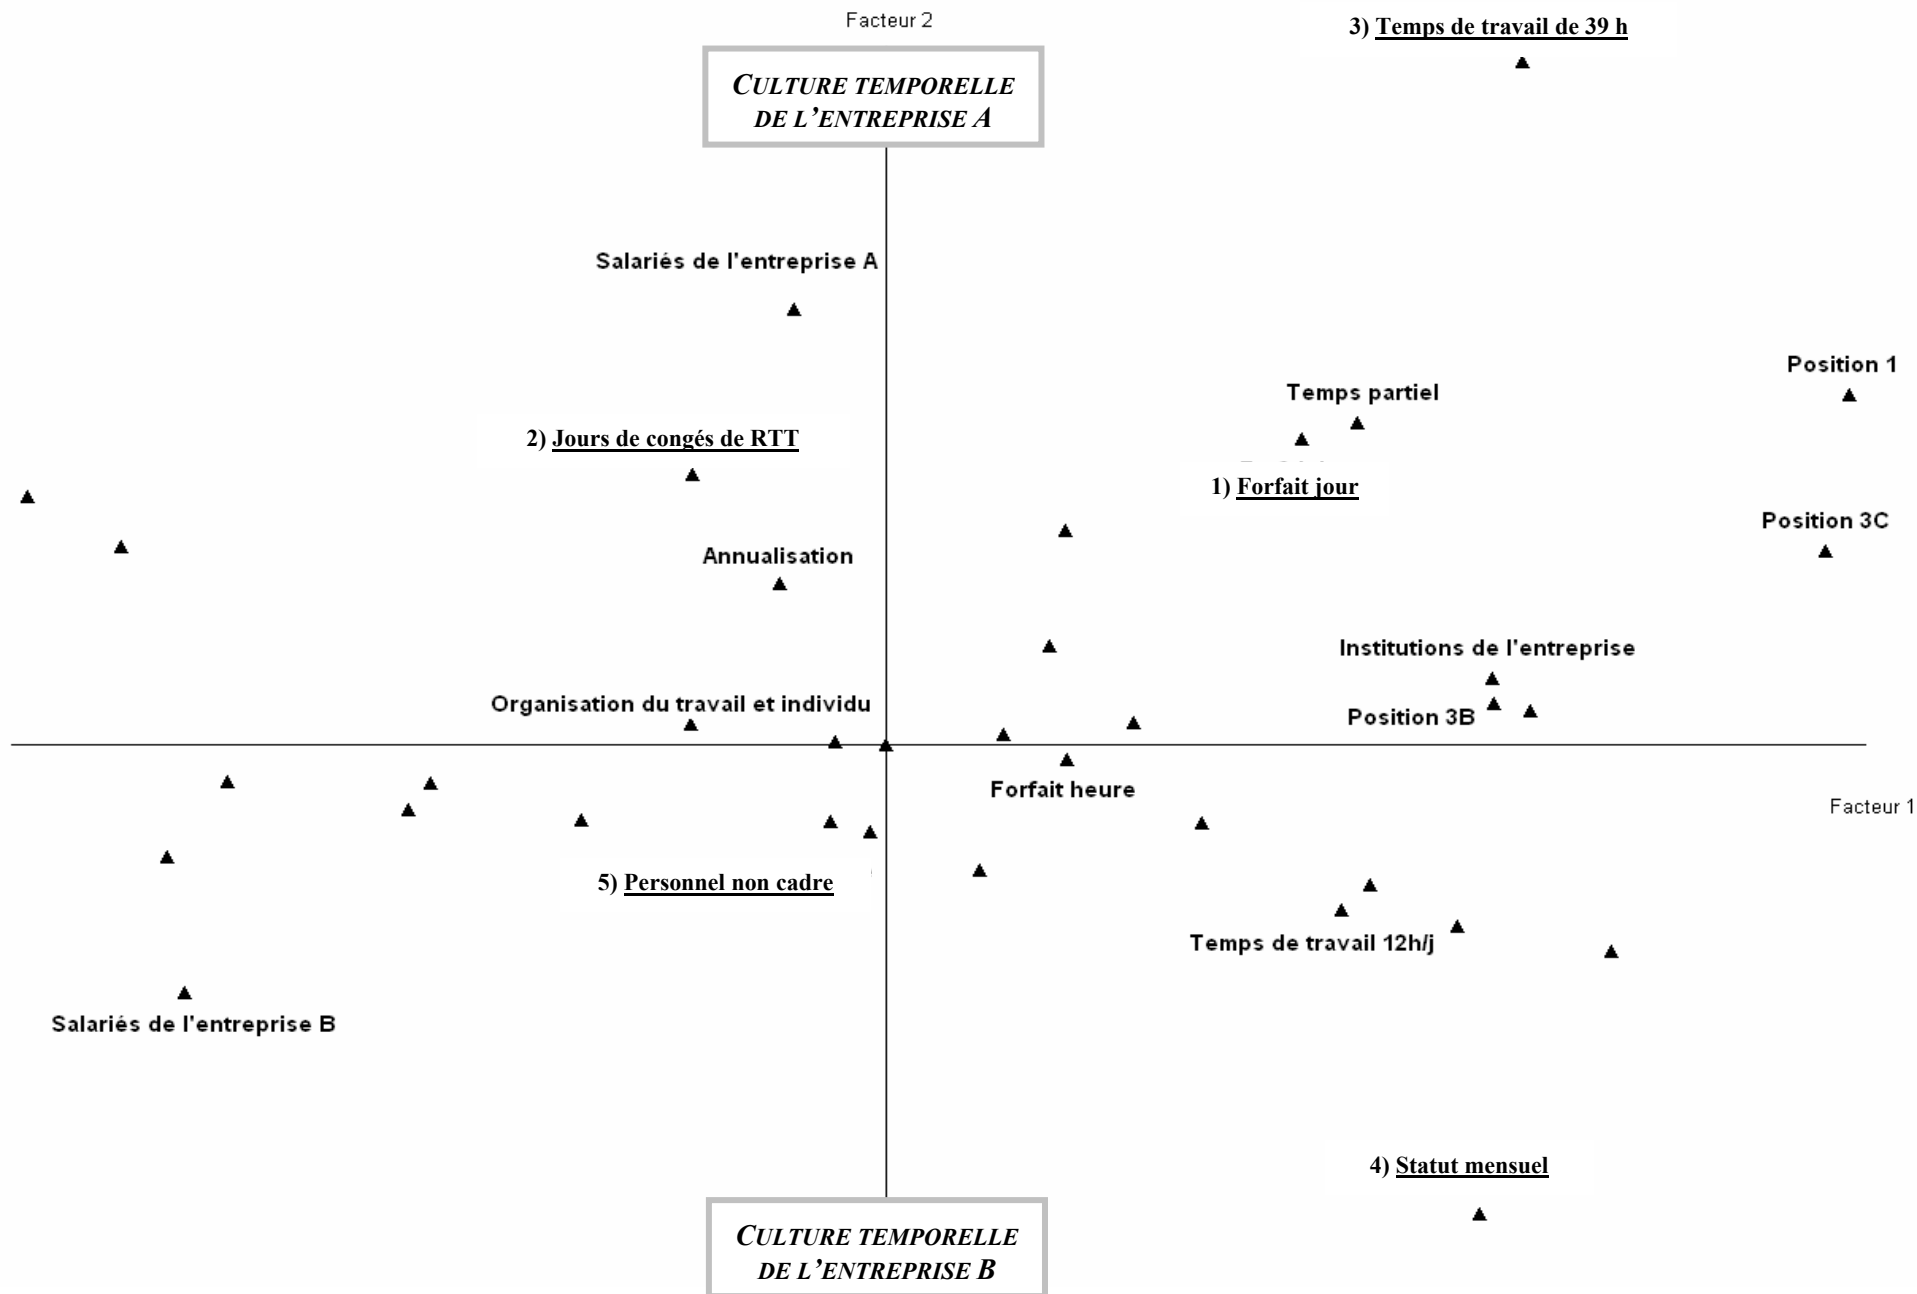 Facteur 2
3) Temps de travail de 39 h
CULTURE TEMPORELLE
DE L’ENTREPRISE A
Salariés de l'entreprise A
Position 1
Temps partiel
2) Jours de congés de RTT
1) Forfait jour
Position 3C
Annualisation
Institutions de l'entreprise
Organisation du travail et individu
Position 3B
Forfait heure
Facteur 1
5) Personnel non cadre
Temps de travail 12h/j
Salariés de l'entreprise B
4) Statut mensuel
CULTURE TEMPORELLE
DE L’ENTREPRISE B